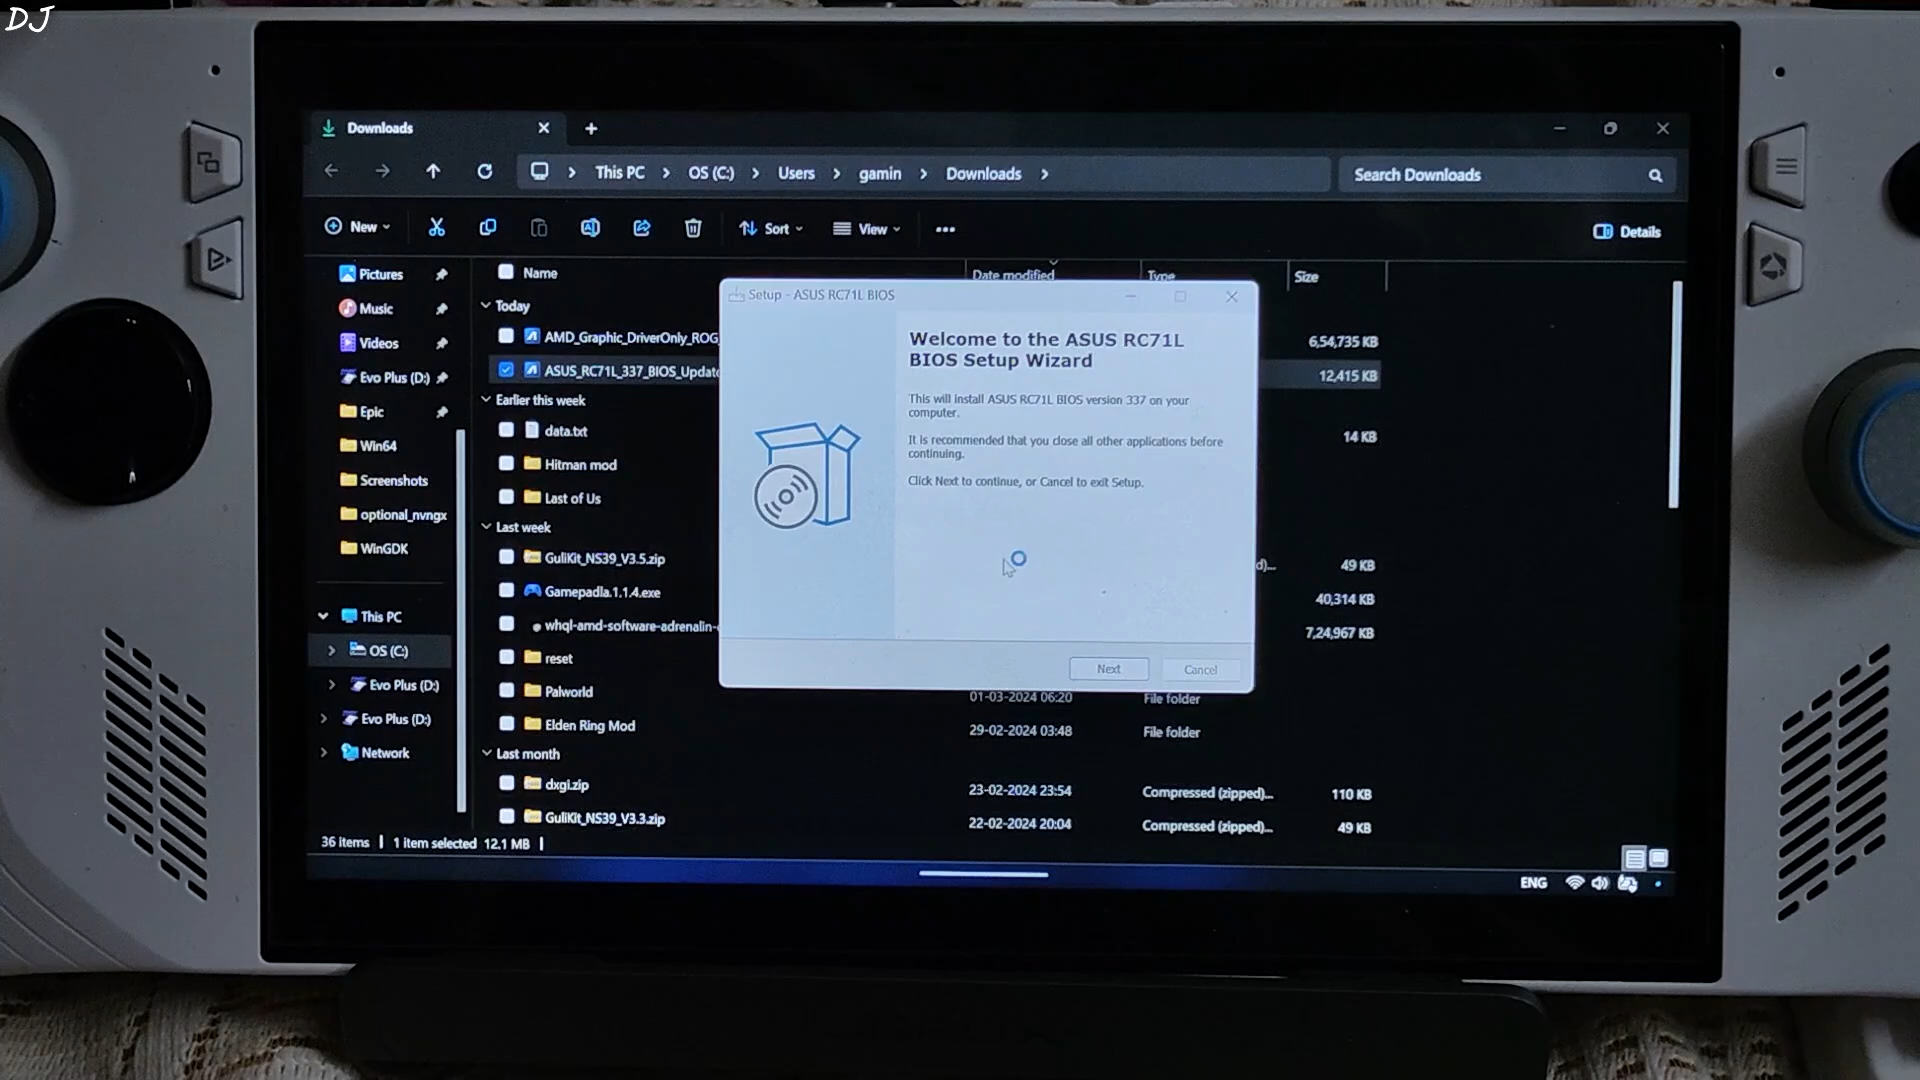 DJ
Downloads
This PC
OS (C:)
Users
gamin
Downloads
Search Downloads
New
Sort
View
Details
Name
Date modified
Type
Size
Pictures
Music
Videos
Evo Plus (D:)
Epic
Win64
Screenshots
optional_nvngx
WinGDK
This PC
OS (C:)
Evo Plus (D:)
Evo Plus (D:)
Network
Today
AMD_Graphic_DriverOnly_ROG
6,54,735 KB
ASUS_RC71L_337_BIOS_Update
12,415 KB
Earlier this week
data.txt
14 KB
Hitman mod
Last of Us
Last week
GuliKit_NS39_V3.5.zip
d)...
49 KB
Gamepadla.1.1.4.exe
40,314 KB
whql-amd-software-adrenalin-
7,24,967 KB
reset
Palworld
01-03-2024 06:20
File folder
Elden Ring Mod
29-02-2024 03:48
File folder
Last month
dxgi.zip
23-02-2024 23:54
Compressed (zipped)...
110 KB
GuliKit_NS39_V3.3.zip
22-02-2024 20:04
Compressed (zipped)...
49 KB
Setup - ASUS RC71L BIOS
Welcome to the ASUS RC71L
BIOS Setup Wizard
This will install ASUS RC71L BIOS version 337 on your
computer.
It is recommended that you close all other applications before
continuing.
Click Next to continue, or Cancel to exit Setup.
Next
Cancel
36 items
1 item selected 12.1 MB
ENG